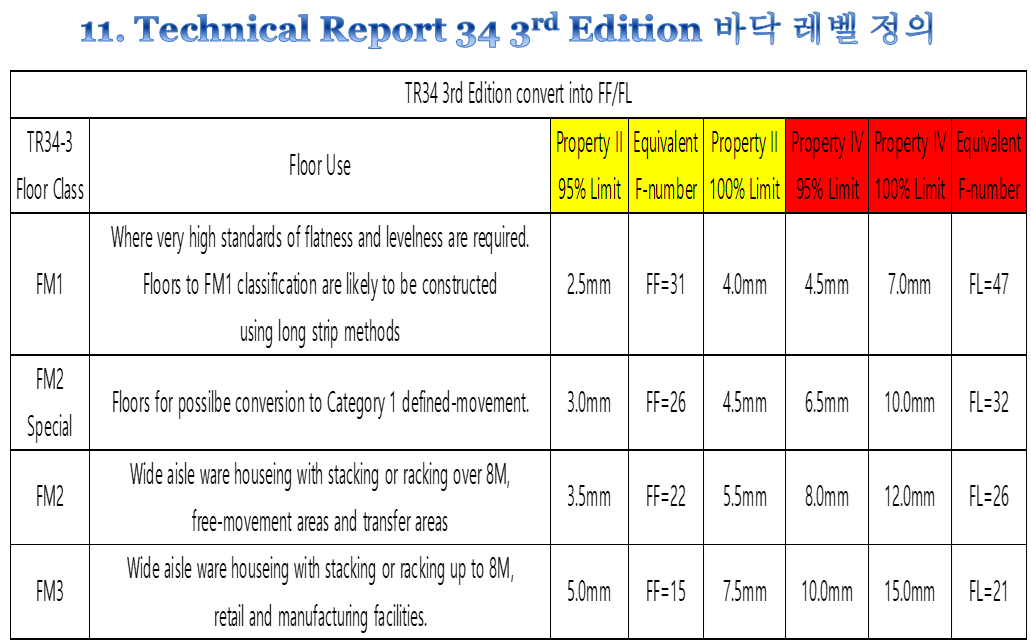 11. Technical Report 34 3rd Edition 바닥 레벨 정의
TR34 3rd Edition convert into FF/FL
TR34-3
Floor Class
Floor Use
Property II
95% Limit
Equivalent
F-number
Property II
100% Limit
Property IV
95% Limit
Property IV
100% Limit
Equivalent
F-number
FM1
Where very high standards of flatness and levelness are required.
Floors to FM1 classification are likely to be constructed
using long strip methods
2.5mm
FF=31
4.0mm
4.5mm
7.0mm
FL=47
FM2
Special
Floors for possilbe conversion to Category 1 defined-movement.
3.0mm
FF=26
4.5mm
6.5mm
10.0mm
FL=32
FM2
Wide aisle ware houseing with stacking or racking over 8M,
free-movement areas and transfer areas
3.5mm
FF=22
5.5mm
8.0mm
12.0mm
FL=26
FM3
Wide aisle ware houseing with stacking or racking up to 8M,
retail and manufacturing facilities.
5.0mm
FF=15
7.5mm
10.0mm
15.0mm
FL=21